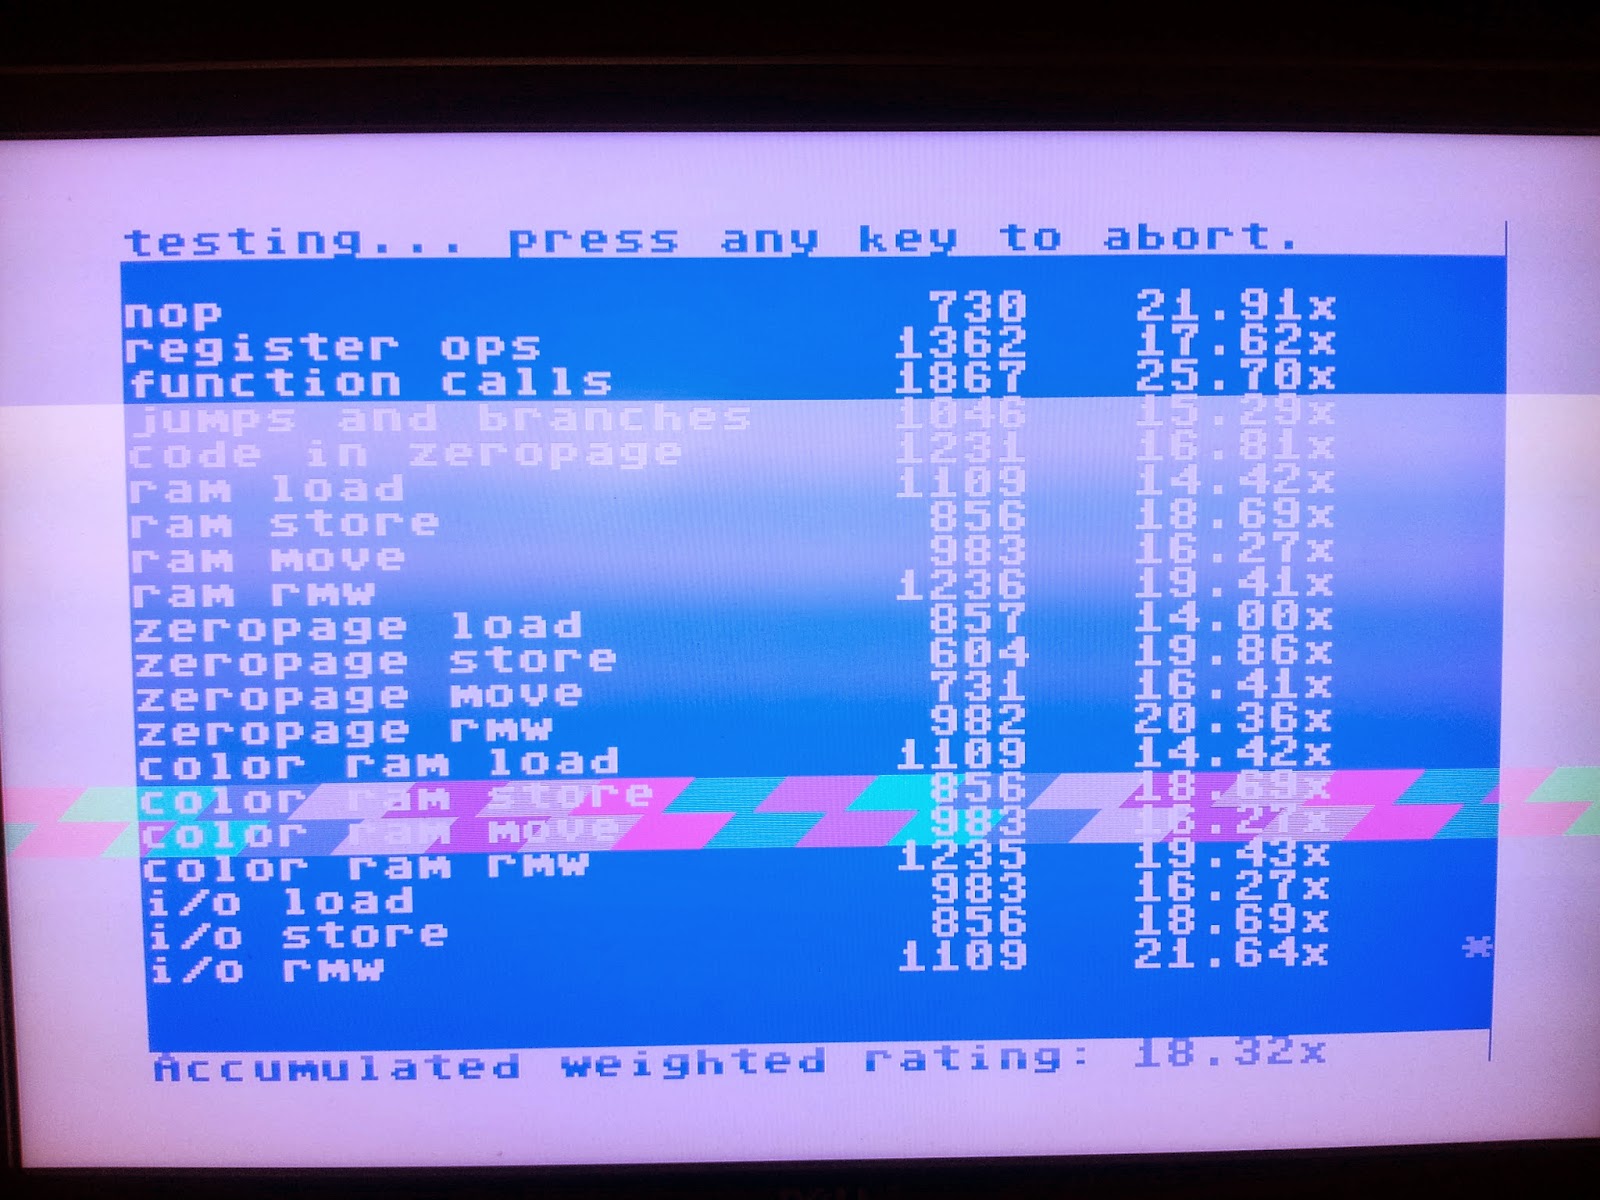 testing... press any key to abort.
nop 730 21.91x
register ops 1362 17.62x
function calls 1867 25.70x
jumps and branches 1046 15.29x
code in zeropage 1231 16.81x
ram load 1109 14.42x
ram store 856 18.69x
ram move 983 16.27x
ram rmw 1236 19.41x
zeropage load 857 14.00x
zeropage store 604 19.86x
zeropage move 731 16.41x
zeropage rmw 982 20.36x
color ram load 1109 14.42x
color ram store 856 18.69x
color ram move 983 16.27x
color ram rmw 1235 19.43x
i/o load 983 16.27x
i/o store 856 18.69x
i/o rmw 1109 21.64x *
Accumulated weighted rating: 18.32x